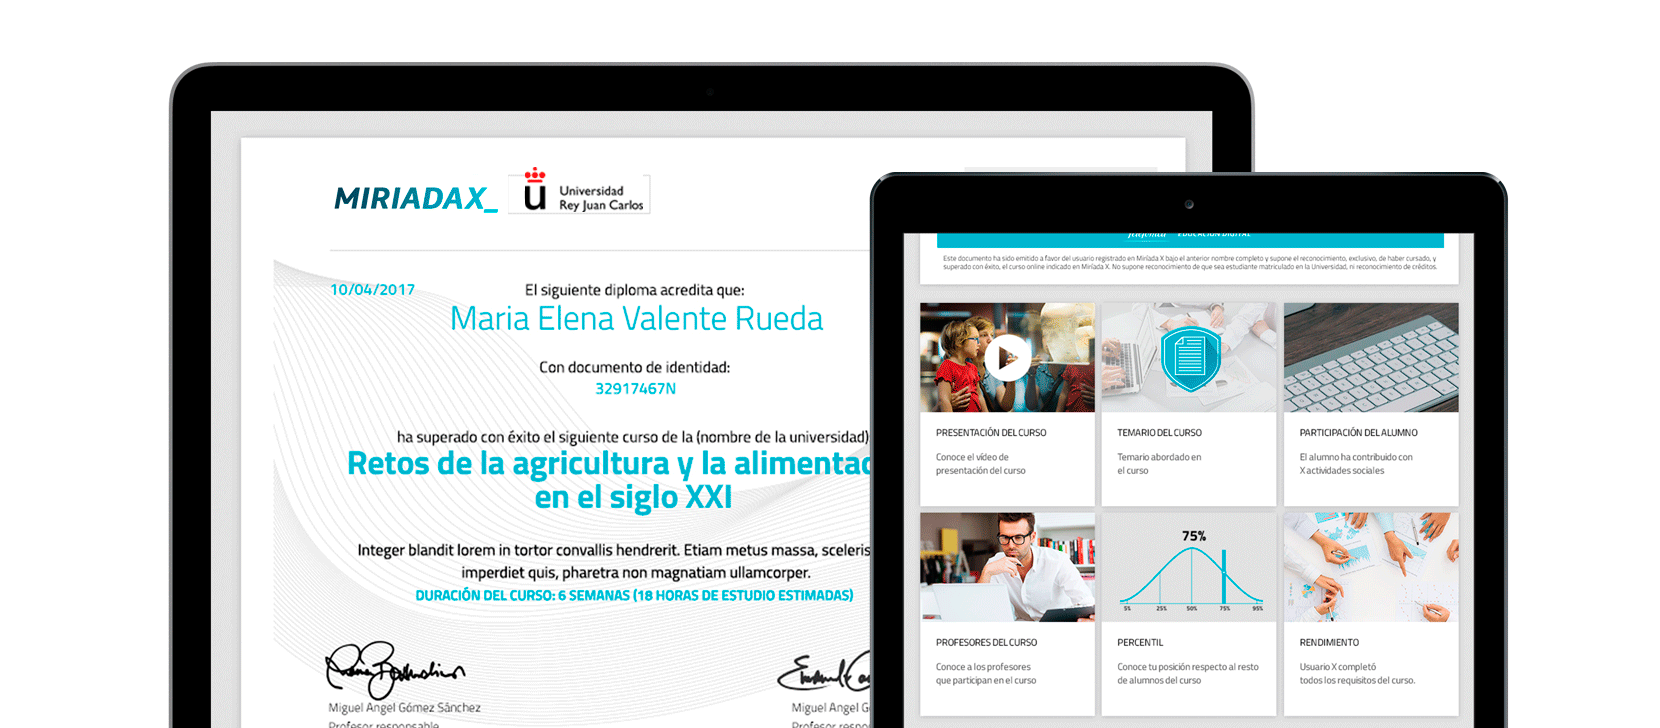 MIRIADAX_
u Universidad
Rey Juan Carlos
10/04/2017
El siguiente diploma acredita que:
Maria Elena Valente Rueda
Con documento de identidad:
32917467N
ha superado con éxito el siguiente curso de la (nombre de la universidad)
Retos de la agricultura y la alimentac
en el siglo XXI
Integer blandit lorem in tortor convallis hendrerit. Etiam metus massa, sceleris
imperdiet quis, pharetra non magnatiam ullamcorper.
DURACIÓN DEL CURSO: 6 SEMANAS (18 HORAS DE ESTUDIO ESTIMADAS)
Miguel Angel Gómez Sánchez
Profesor responsable
Miguel Angel G
Profesor respon
EDUCACIÓN DIGITAL
Este documento ha sido emitido a favor del usuario registrado en Miríada X bajo el anterior nombre completo y supone el reconocimiento, exclusivo, de haber cursado, y
superado con éxito, el curso online indicado en Miríada X. No supone reconocimiento de que sea estudiante matriculado en la Universidad, ni reconocimiento de créditos.
PRESENTACIÓN DEL CURSO
Conoce el vídeo de
presentación del curso
TEMARIO DEL CURSO
Temario abordado en
el curso
PARTICIPACIÓN DEL ALUMNO
El alumno ha contribuido con
X actividades sociales
PROFESORES DEL CURSO
Conoce a los profesores
que participan en el curso
75%
5% 25% 50% 75% 95%
PERCENTIL
Conoce tu posición respecto al resto
de alumnos del curso
RENDIMIENTO
Usuario X completó
todos los requisitos del curso.